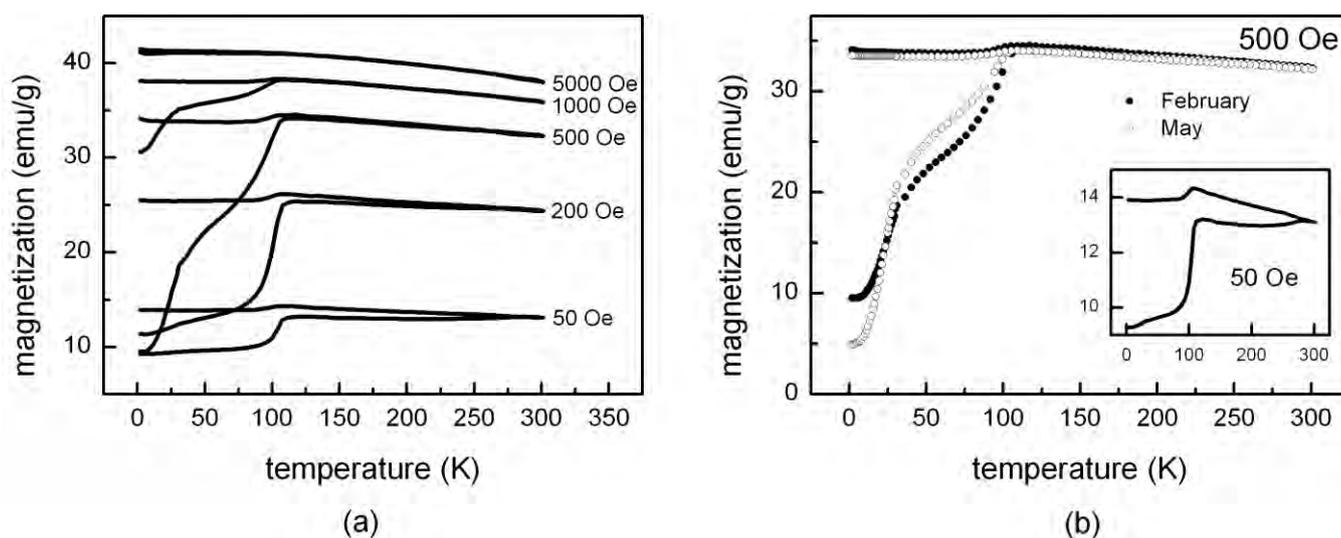 magnetization (emu/g)
40
30
20
10
5000 Oe
1000 Oe
500 Oe
200 Oe
50 Oe
0 50 100 150 200 250 300 350
temperature (K)
(a)
magnetization (emu/g)
30
20
10
0
500 Oe
February
May
14
12
10
50 Oe
0 100 200 300
0 50 100 150 200 250 300
temperature (K)
(b)